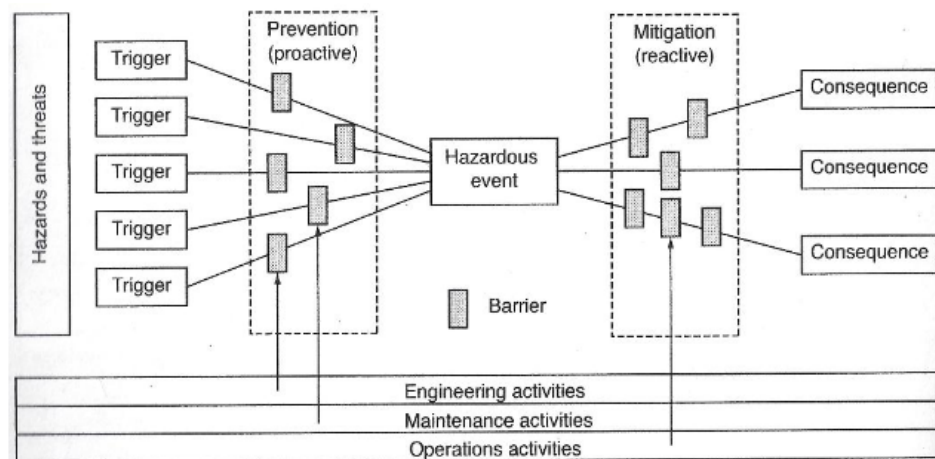 Hazards and threats
Trigger
Trigger
Trigger
Trigger
Trigger
Prevention
(proactive)
Hazardous
event
Barrier
Mitigation
(reactive)
Consequence
Consequence
Consequence
Engineering activities
Maintenance activities
Operations activities